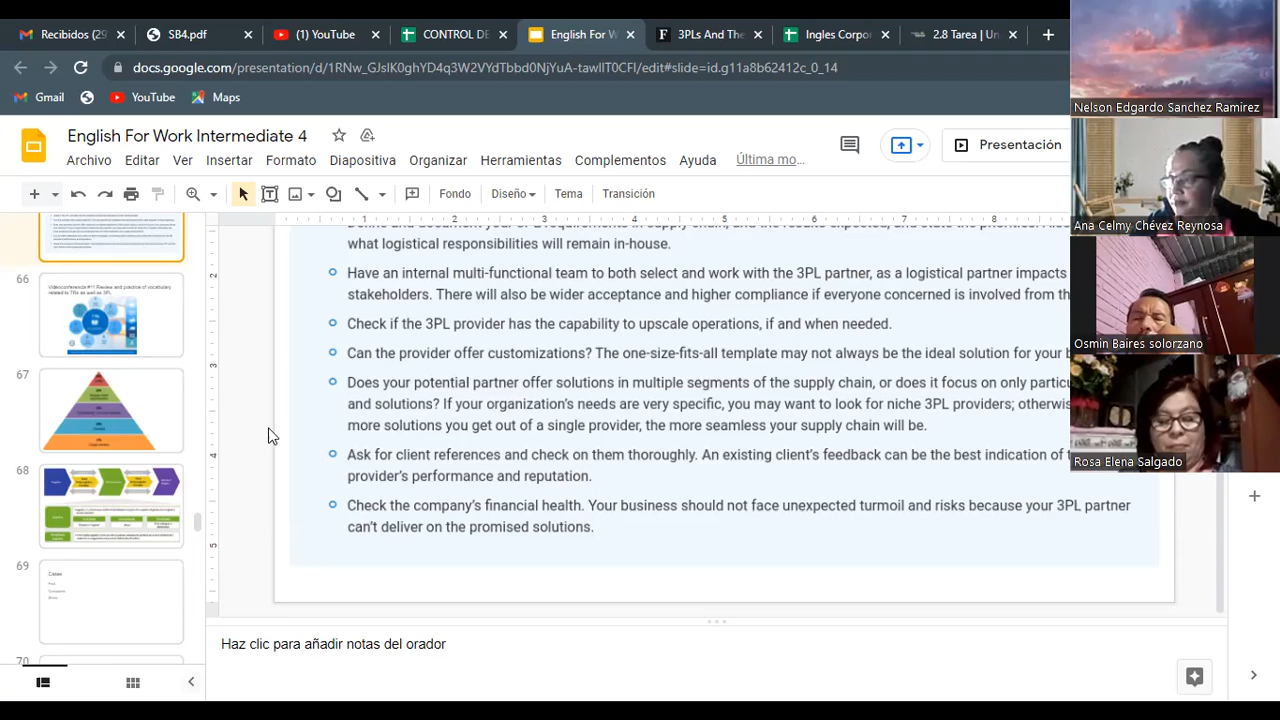 Recibidos (29
SB4.pdf
(1) YouTube
CONTROL DE
English For W
3PLs And The
Ingles Corpor
2.8 Tarea | Un
docs.google.com/presentation/d/
/edit#slide=id.g11a8b62412c_0_14
Gmail
YouTube
Maps
English For Work Intermediate 4
Archivo Editar Ver Insertar Formato Diapositiva Organizar Herramientas Complementos Ayuda Última mo...
Presentación
Fondo Diseño Tema Transición
2 5 7
what logistical responsibilities will remain in-house.
Have an internal multi-functional team to both select and work with the 3PL partner, as a logistical partner impacts
stakeholders. There will also be wider acceptance and higher compliance if everyone concerned is involved from th
Check if the 3PL provider has the capability to upscale operations, if and when needed.
Can the provider offer customizations? The one-size-fits-all template may not always be the ideal solution for your b
Does your potential partner offer solutions in multiple segments of the supply chain, or does it focus on only particu
and solutions? If your organization's needs are very specific, you may want to look for niche 3PL providers; otherwis
more solutions you get out of a single provider, the more seamless your supply chain will be.
Ask for client references and check on them thoroughly. An existing client's feedback can be the best indication of t
provider's performance and reputation.
Check the company's financial health. Your business should not face unexpected turmoil and risks because your 3PL partner
can't deliver on the promised solutions.
2
3
4
5
Haz clic para añadir notas del orador
66
Videoconferencia #11 Review and practice of vocabulary
67
68
69
Nelson Edgardo Sanchez Ramirez
Ana Celmy Chévez Reynosa
Osmin Baires solorzano
Rosa Elena Salgado